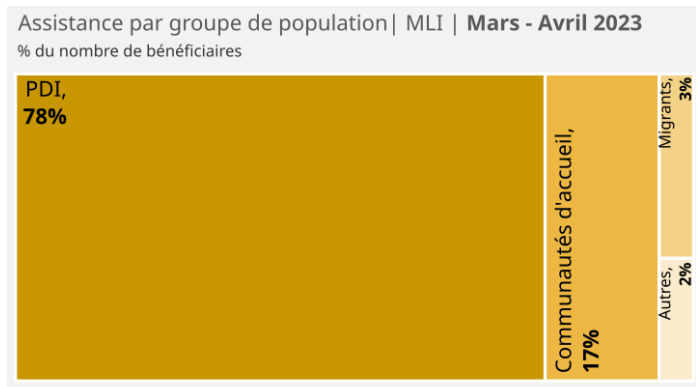 Assistance par groupe de population| MLI | Mars - Avril 2023
% du nombre de bénéficiaires
PDI,
78%
Communautés d'accueil,
17%
Migrants,
3%
Autres,
2%